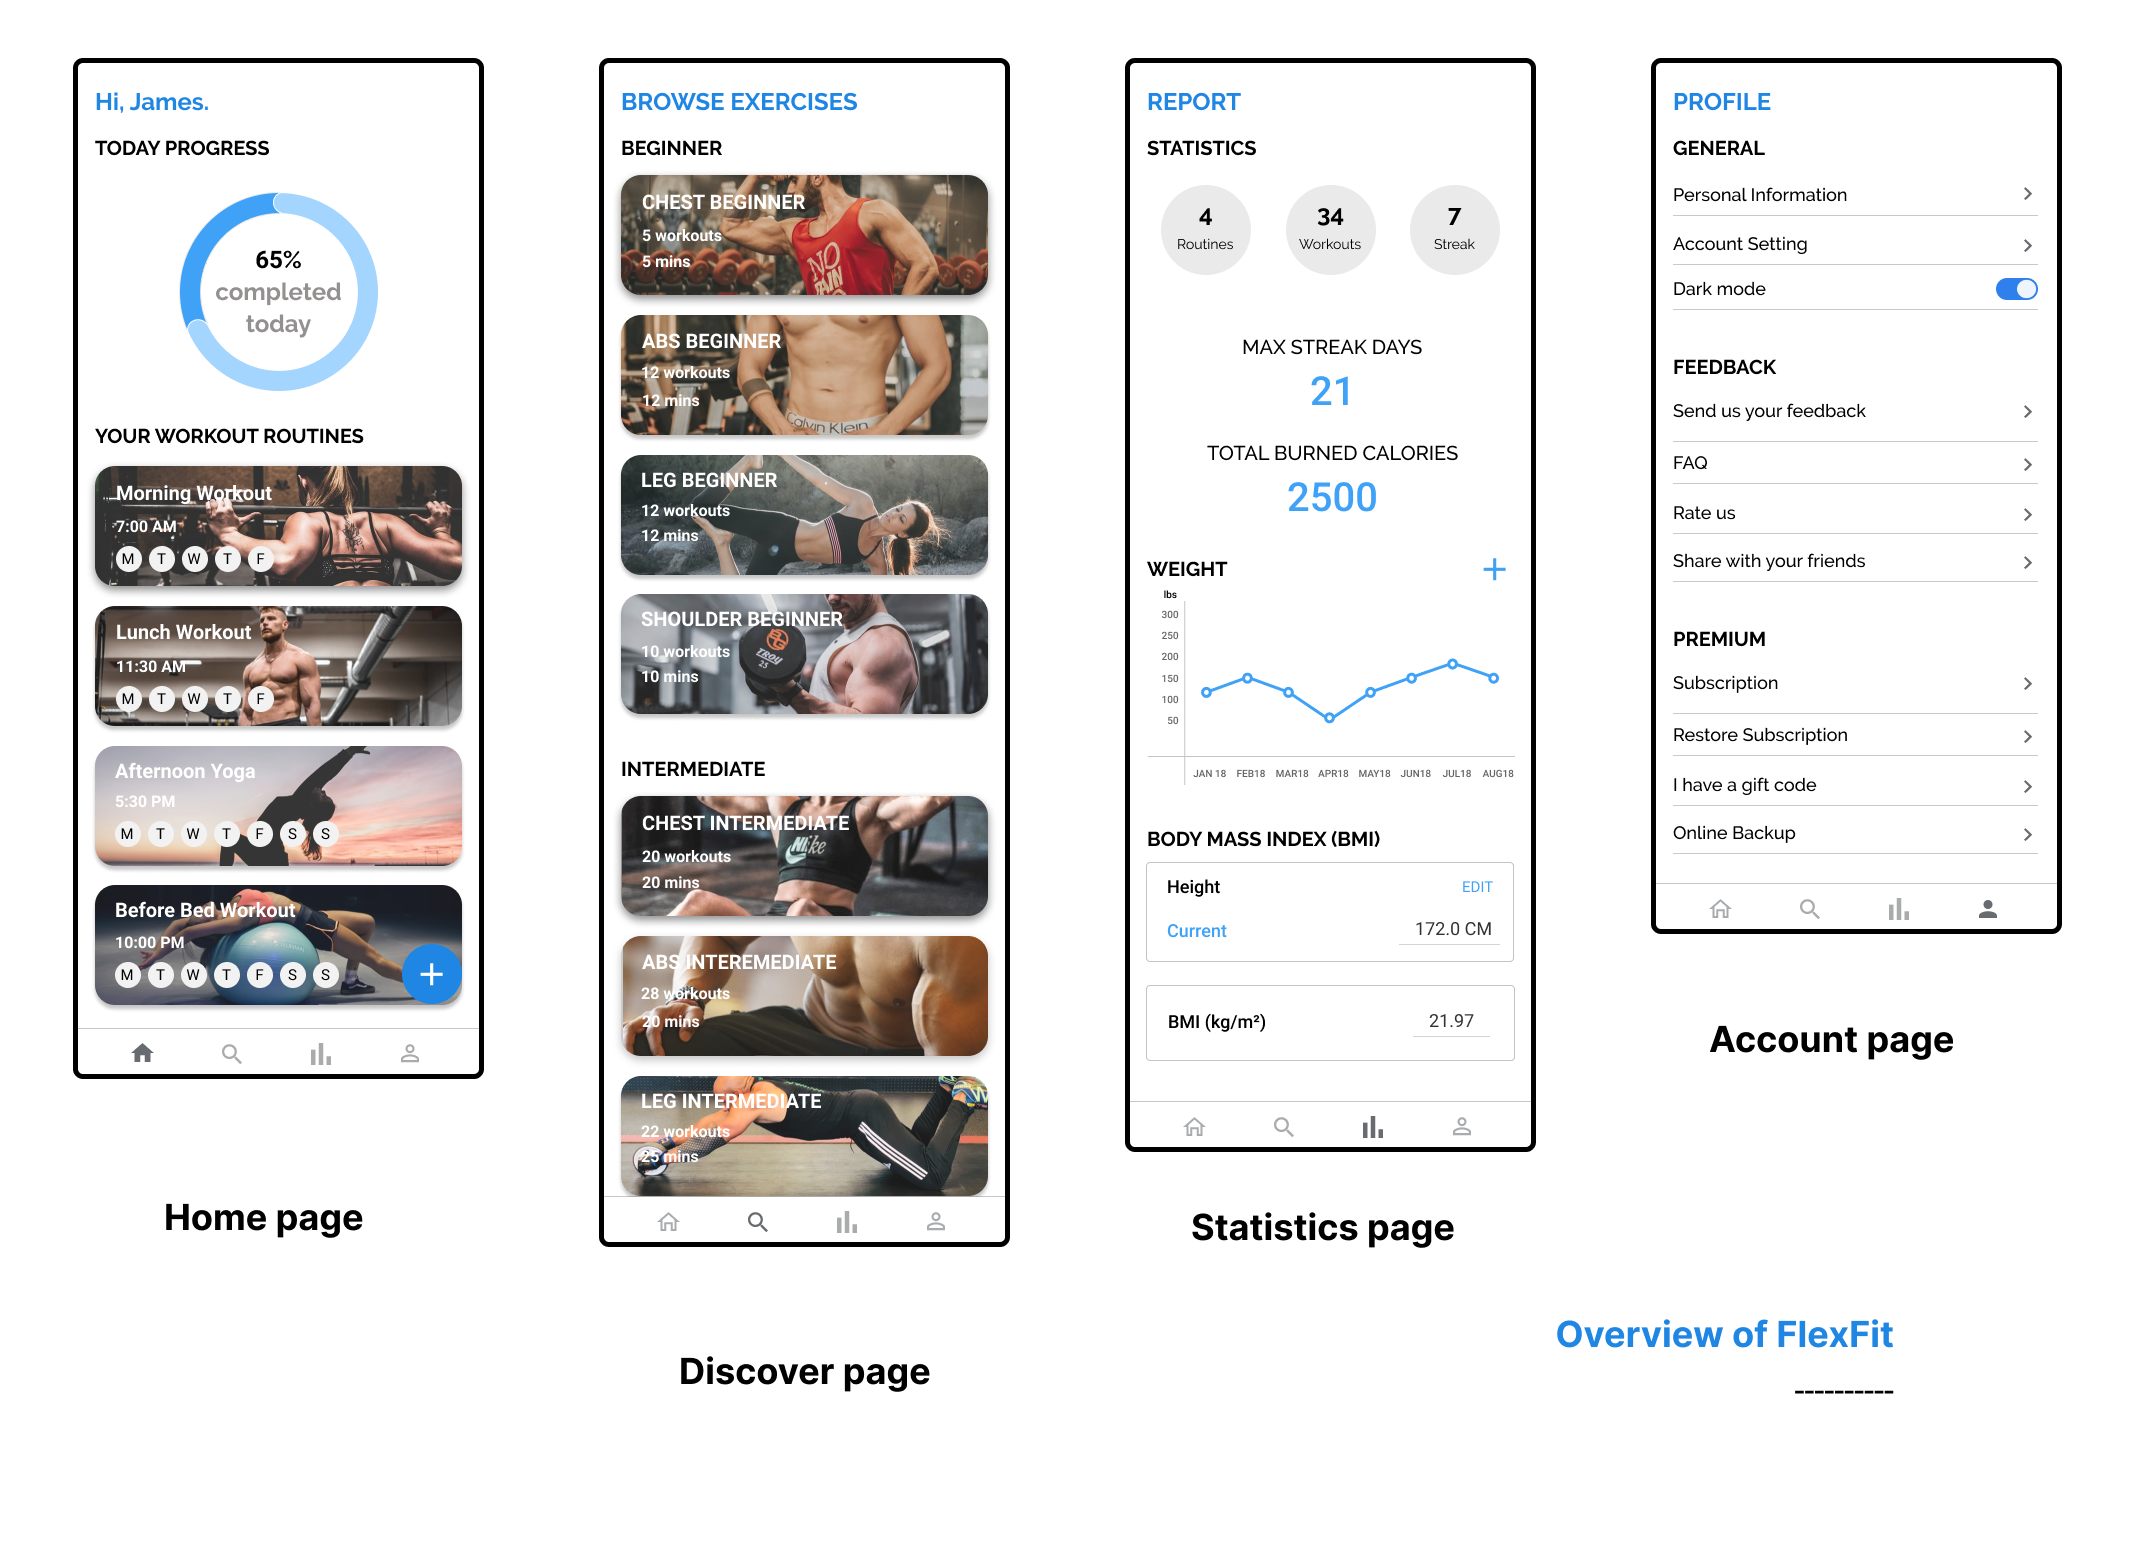 Hi, James.
TODAY PROGRESS
65%
completed
today
YOUR WORKOUT ROUTINES
Morning Workout
7:00 AM
M T W T F
Lunch Workout
11:30 AM
M T W T F
Afternoon Yoga
5:30 PM
M T W T F S S
Before Bed Workout
10:00 PM
M T W T F S S
+
Home page
BROWSE EXERCISES
BEGINNER
CHEST BEGINNER
5 workouts
5 mins
NO
PAIN
ABS BEGINNER
12 workouts
12 mins
Calvin Klein
LEG BEGINNER
12 workouts
12 mins
SHOULDER BEGINNER
10 workouts
10 mins
TROY
25
INTERMEDIATE
CHEST INTERMEDIATE
20 workouts
20 mins
Nike
ABS INTEREMEDIATE
28 workouts
20 mins
LEG INTERMEDIATE
22 workouts
25 mins
Discover page
REPORT
STATISTICS
4
Routines
34
Workouts
7
Streak
MAX STREAK DAYS
21
TOTAL BURNED CALORIES
2500
WEIGHT +
lbs
300
250
200
150
100
50
JAN 18 FEB18 MAR18 APR18 MAY18 JUN18 JUL18 AUG18
BODY MASS INDEX (BMI)
Height EDIT
Current 172.0 CM
BMI (kg/m²) 21.97
Statistics page
PROFILE
GENERAL
Personal Information
Account Setting
Dark mode
FEEDBACK
Send us your feedback
FAQ
Rate us
Share with your friends
PREMIUM
Subscription
Restore Subscription
I have a gift code
Online Backup
Account page
Overview of FlexFit
----------